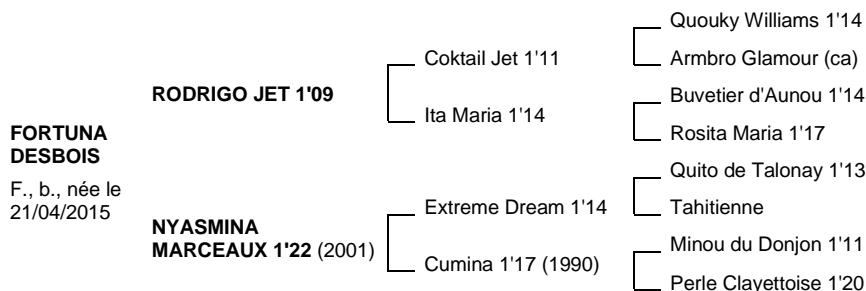 FORTUNA
DESBOIS
F., b., née le
21/04/2015
RODRIGO JET 1'09
NYASMINA
MARCEAUX 1'22 (2001)
Coktail Jet 1'11
Ita Maria 1'14
Extreme Dream 1'14
Cumina 1'17 (1990)
Quouky Williams 1'14
Armbro Glamour (ca)
Buvetier d'Aunou 1'14
Rosita Maria 1'17
Quito de Talonay 1'13
Tahitienne
Minou du Donjon 1'11
Perle Clayettoise 1'20